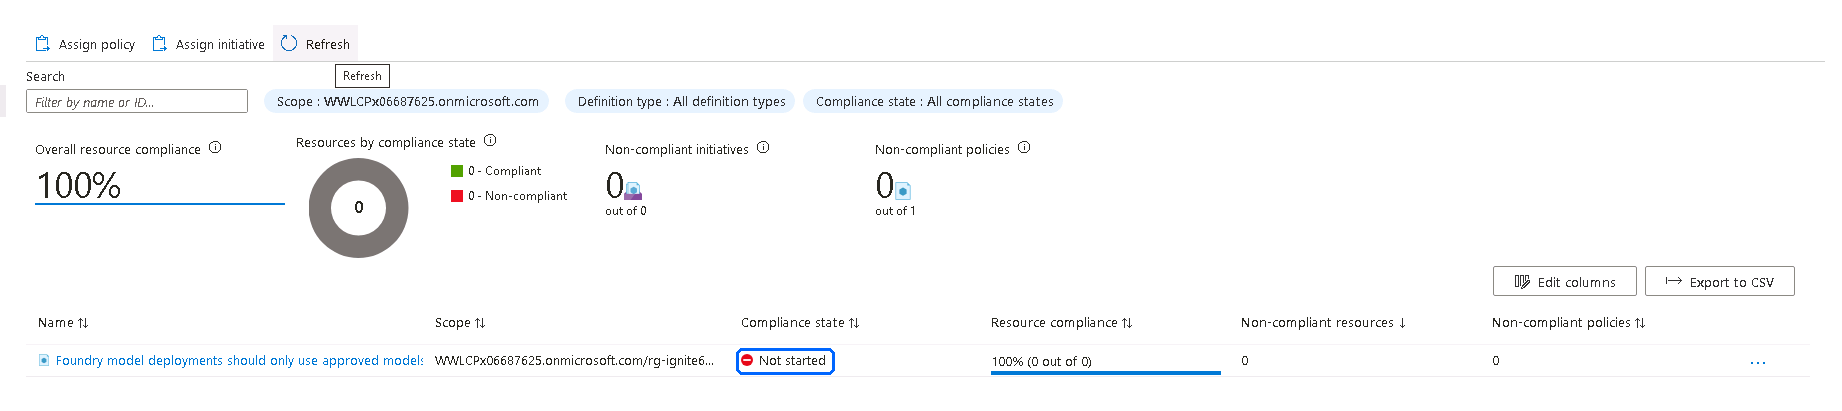 Assign policy Assign initiative Refresh
Refresh
Search
Filter by name or ID...
Scope : WWLCPx06687625.onmicrosoft.com Definition type : All definition types Compliance state : All compliance states
Overall resource compliance
100%
Resources by compliance state
0
0 - Compliant
0 - Non-compliant
Non-compliant initiatives
0
out of 0
Non-compliant policies
0
out of 1
Edit columns Export to CSV
Name Scope Compliance state Resource compliance Non-compliant resources Non-compliant policies
Foundry model deployments should only use approved models WWLCPx06687625.onmicrosoft.com/rg-ignite6... Not started 100% (0 out of 0) 0 0 ...